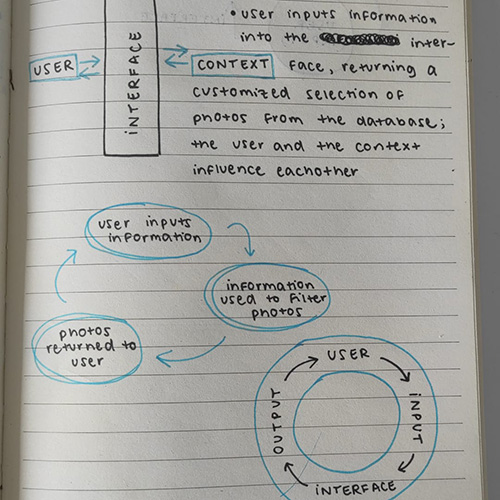 • user inputs information
into the inter-
USER
INTERFACE
CONTEXT
face, returning a
customized selection of
photos from the database;
the user and the context
influence eachother
user inputs
information
information
used to filter
photos
photos
returned to
user
USER
INPUT
INTERFACE
OUTPUT